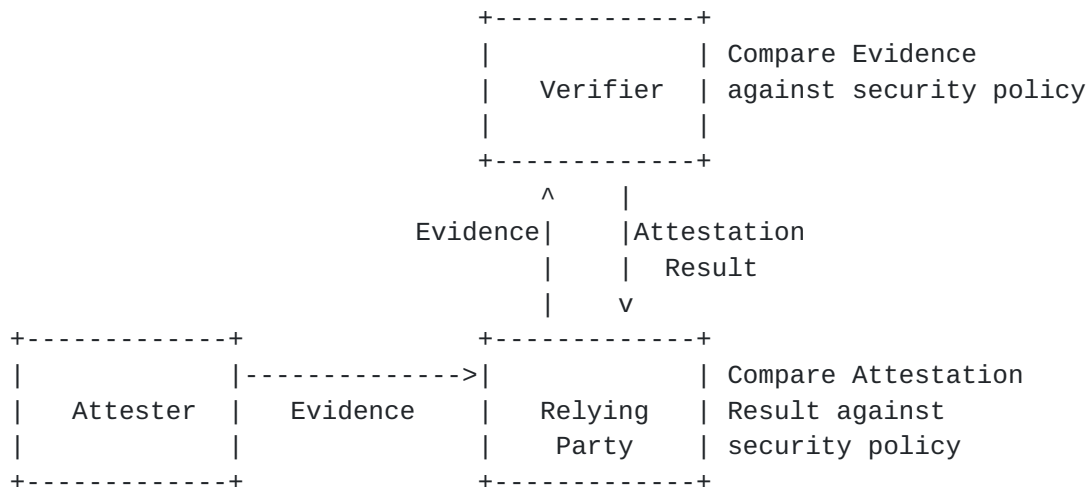 Compare Evidence
Verifier against security policy
Evidence Attestation
Result
Compare Attestation
Attester Evidence Relying Result against
Party security policy